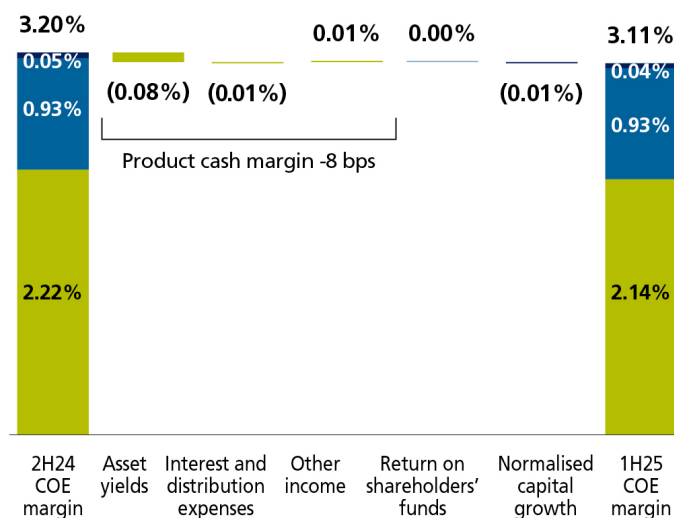 3.20%
0.01%
0.00%
3.11%
0.05%
0.04%
(0.08%)
(0.01%)
(0.01%)
0.93%
0.93%
Product cash margin -8 bps
2.22%
2.14%
2H24
COE
margin
Asset
yields
Interest and
distribution
expenses
Other
income
Return on
shareholders’
funds
Normalised
capital
growth
1H25
COE
margin